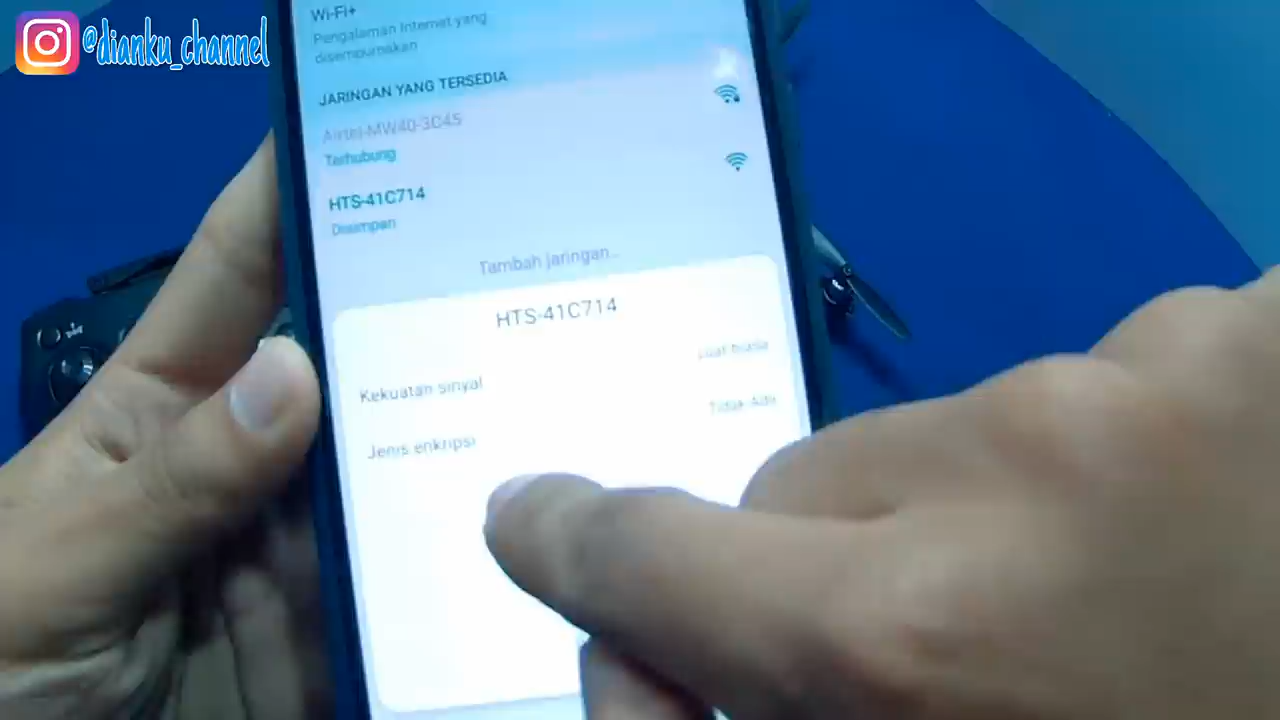 @dianku_channel
Wi-Fi+
Pengalaman Internet yang
disempurnakan
JARINGAN YANG TERSEDIA
Airtel-MW40-3C45
Terhubung
HTS-41C714
Disimpan
Tambah jaringan...
HTS-41C714
Kekuatan sinyal
Luar biasa
Jenis enkripsi
Tidak Ada